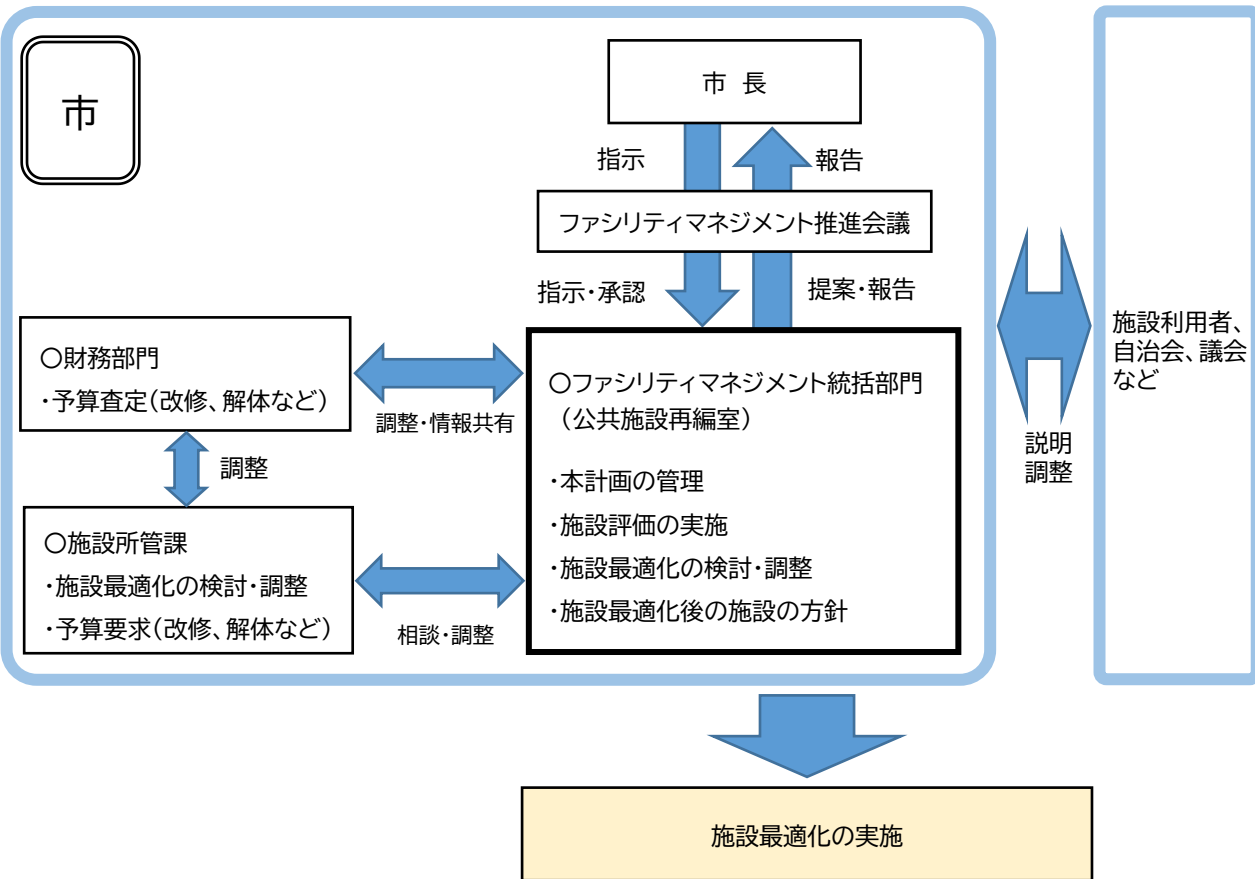 市
市 長
指示
報告
ファシリティマネジメント推進会議
指示・承認
提案・報告
○財務部門
・予算査定(改修、解体など)
調整・情報共有
調整
○施設所管課
・施設最適化の検討・調整
・予算要求(改修、解体など)
相談・調整
○ファシリティマネジメント統括部門
(公共施設再編室)
・本計画の管理
・施設評価の実施
・施設最適化の検討・調整
・施設最適化後の施設の方針
説明
調整
施設利用者、
自治会、議会
など
施設最適化の実施